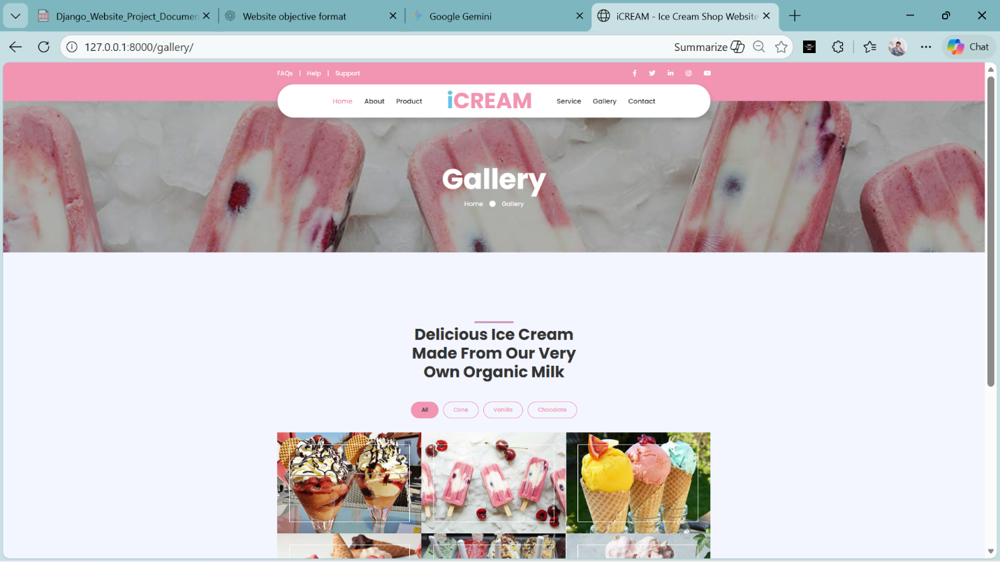 Django_Website_Project_Documen
Website objective format
Google Gemini
iCREAM - Ice Cream Shop Website
127.0.0.1:8000/gallery/
Summarize
Chat
FAQs | Help | Support
Home About Product iCREAM Service Gallery Contact
Gallery
Home Gallery
Delicious Ice Cream
Made From Our Very
Own Organic Milk
All Cone Vanilla Chocolate